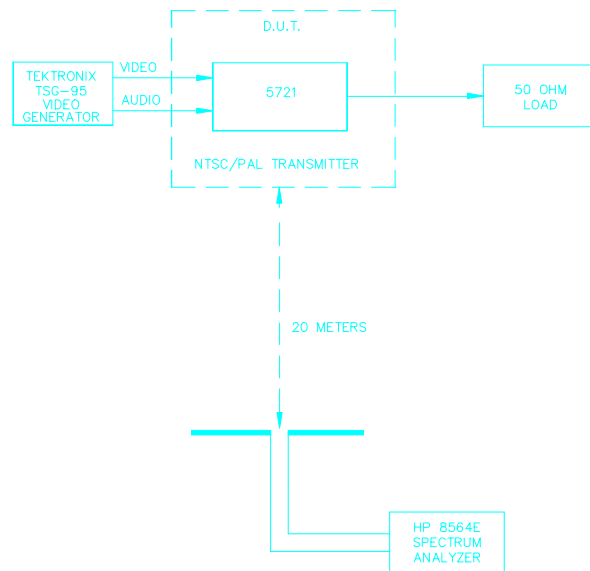 D.U.T.
TEKTRONIX
TSG-95
VIDEO
GENERATOR
VIDEO
AUDIO
5721
50 OHM
LOAD
NTSC/PAL TRANSMITTER
20 METERS
HP 8564E
SPECTRUM
ANALYZER